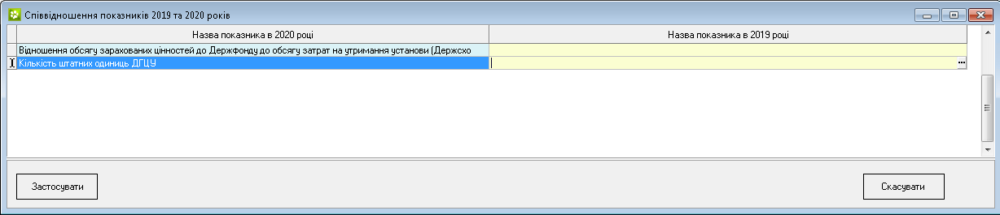 Співвідношення показників 2019 та 2020 років
Назва показника в 2020 році Назва показника в 2019 році
Відношення обсягу зарахованих цінностей до Держфонду до обсягу затрат на утримання установи (Держсхо
Кількість штатних одиниць ДГЦУ
Застосувати Скасувати